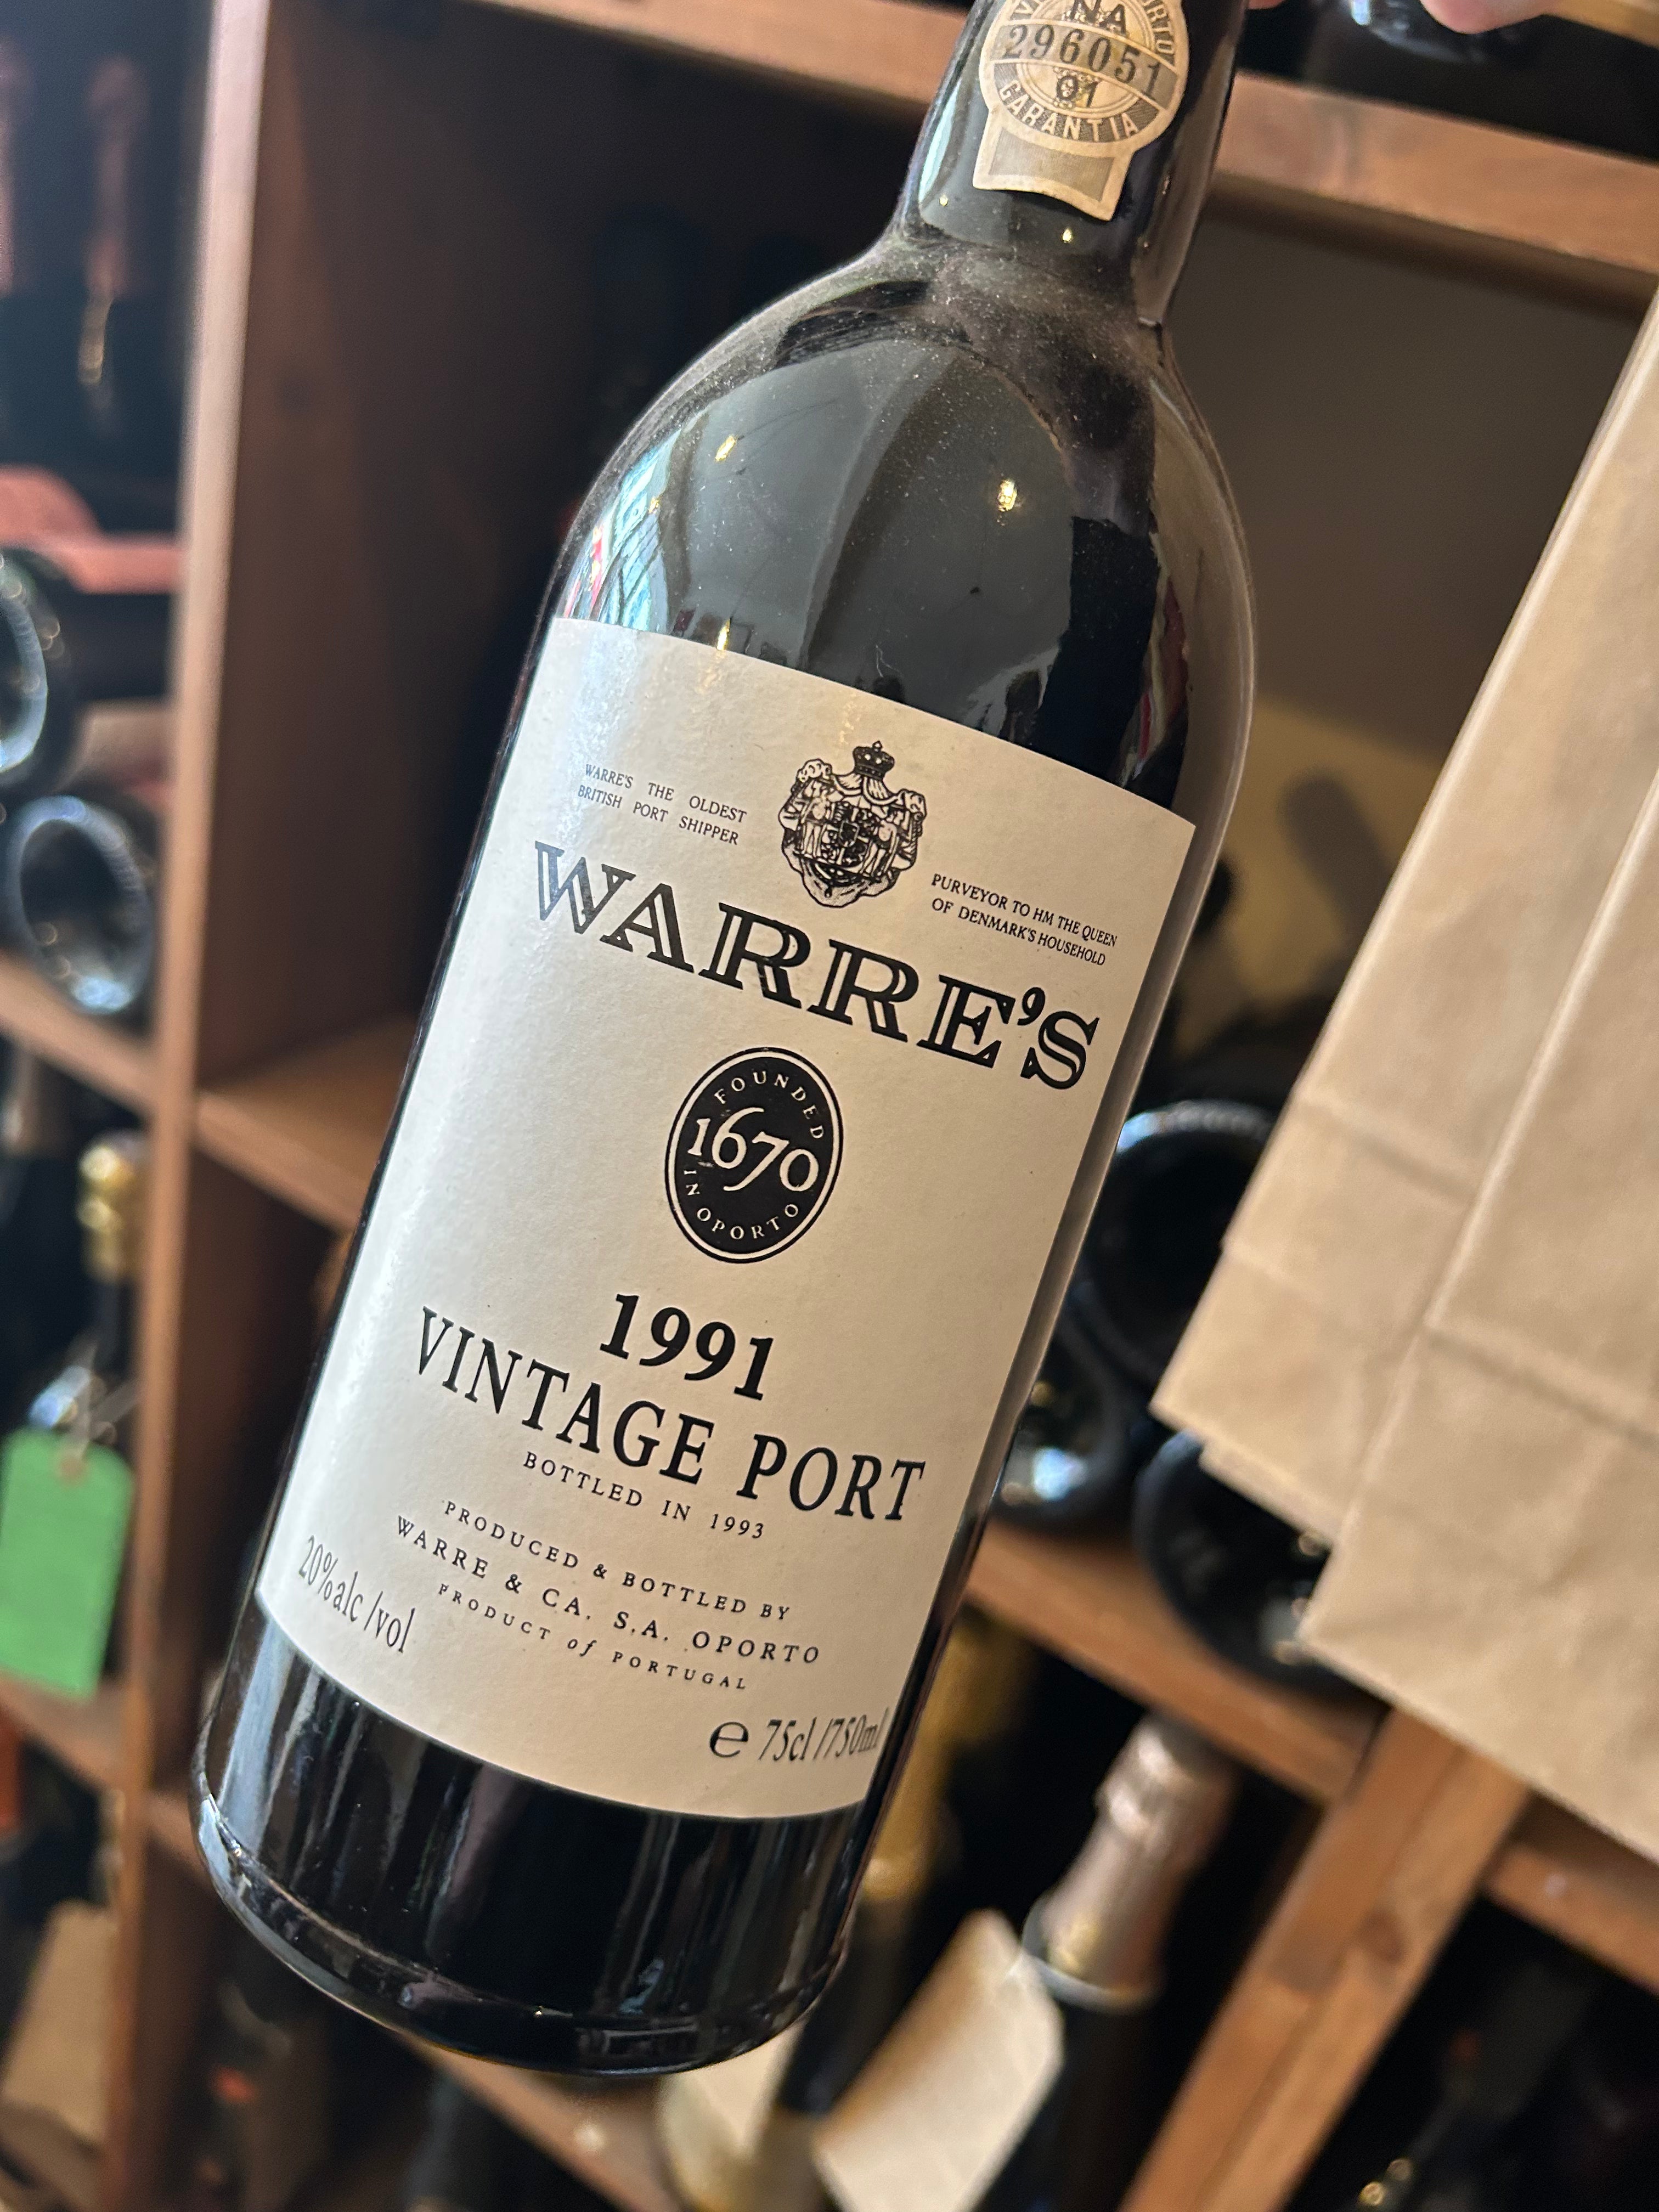 NA
296051
01
GARANTIA
WARRE'S THE OLDEST
BRITISH PORT SHIPPER
PURVEYOR TO HM THE QUEEN
OF DENMARK'S HOUSEHOLD
WARRE'S
FOUNDED
1670
IN OPORTO
1991
VINTAGE PORT
BOTTLED IN 1993
PRODUCED & BOTTLED BY
WARRE & CA. S.A. OPORTO
PRODUCT of PORTUGAL
20%alc/vol
℮ 75cl/750ml